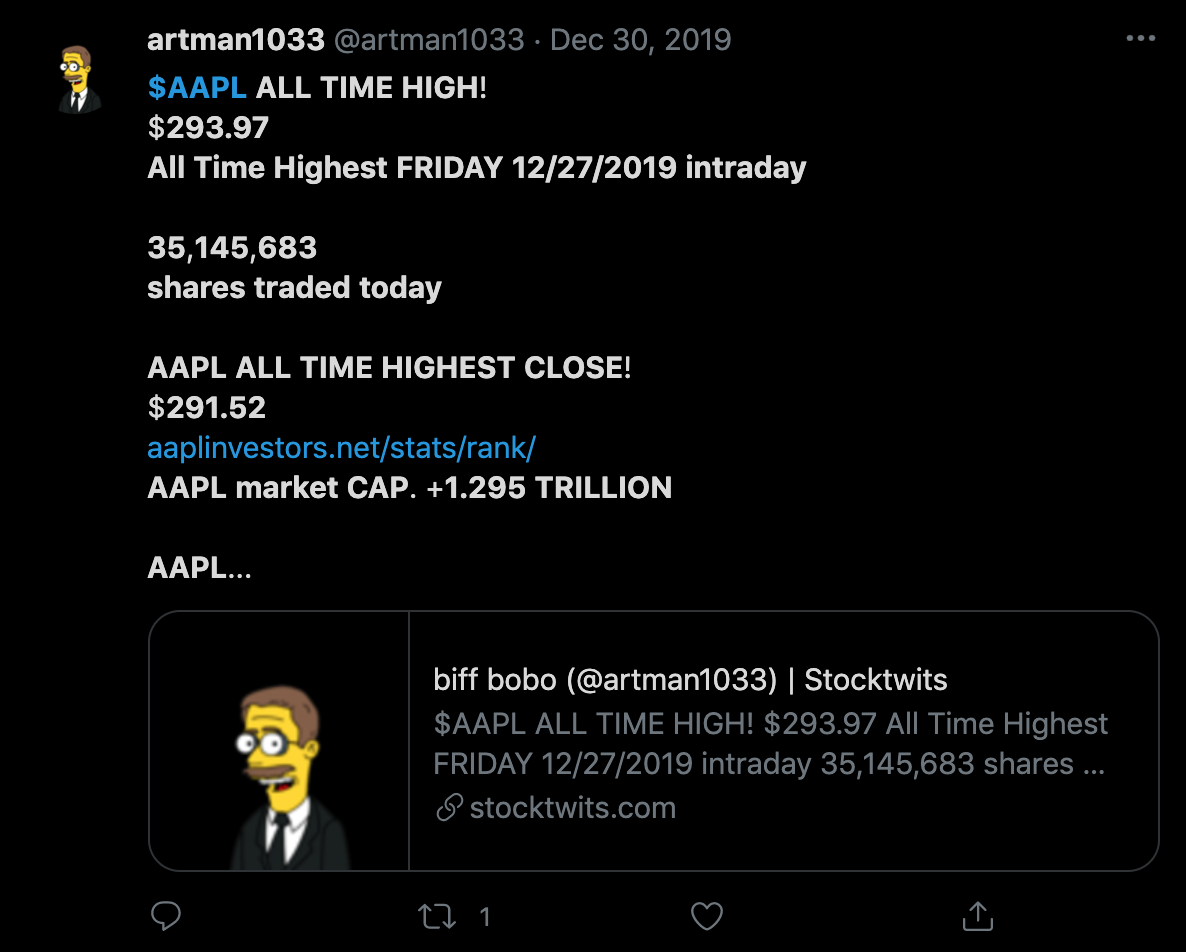 artman1033 @artman1033 · Dec 30, 2019
$AAPL ALL TIME HIGH!
$293.97
All Time Highest FRIDAY 12/27/2019 intraday
35,145,683
shares traded today
AAPL ALL TIME HIGHEST CLOSE!
$291.52
aaplinvestors.net/stats/rank/
AAPL market CAP. +1.295 TRILLION
AAPL...
biff bobo (@artman1033) | Stocktwits
$AAPL ALL TIME HIGH! $293.97 All Time Highest
FRIDAY 12/27/2019 intraday 35,145,683 shares ...
stocktwits.com
1